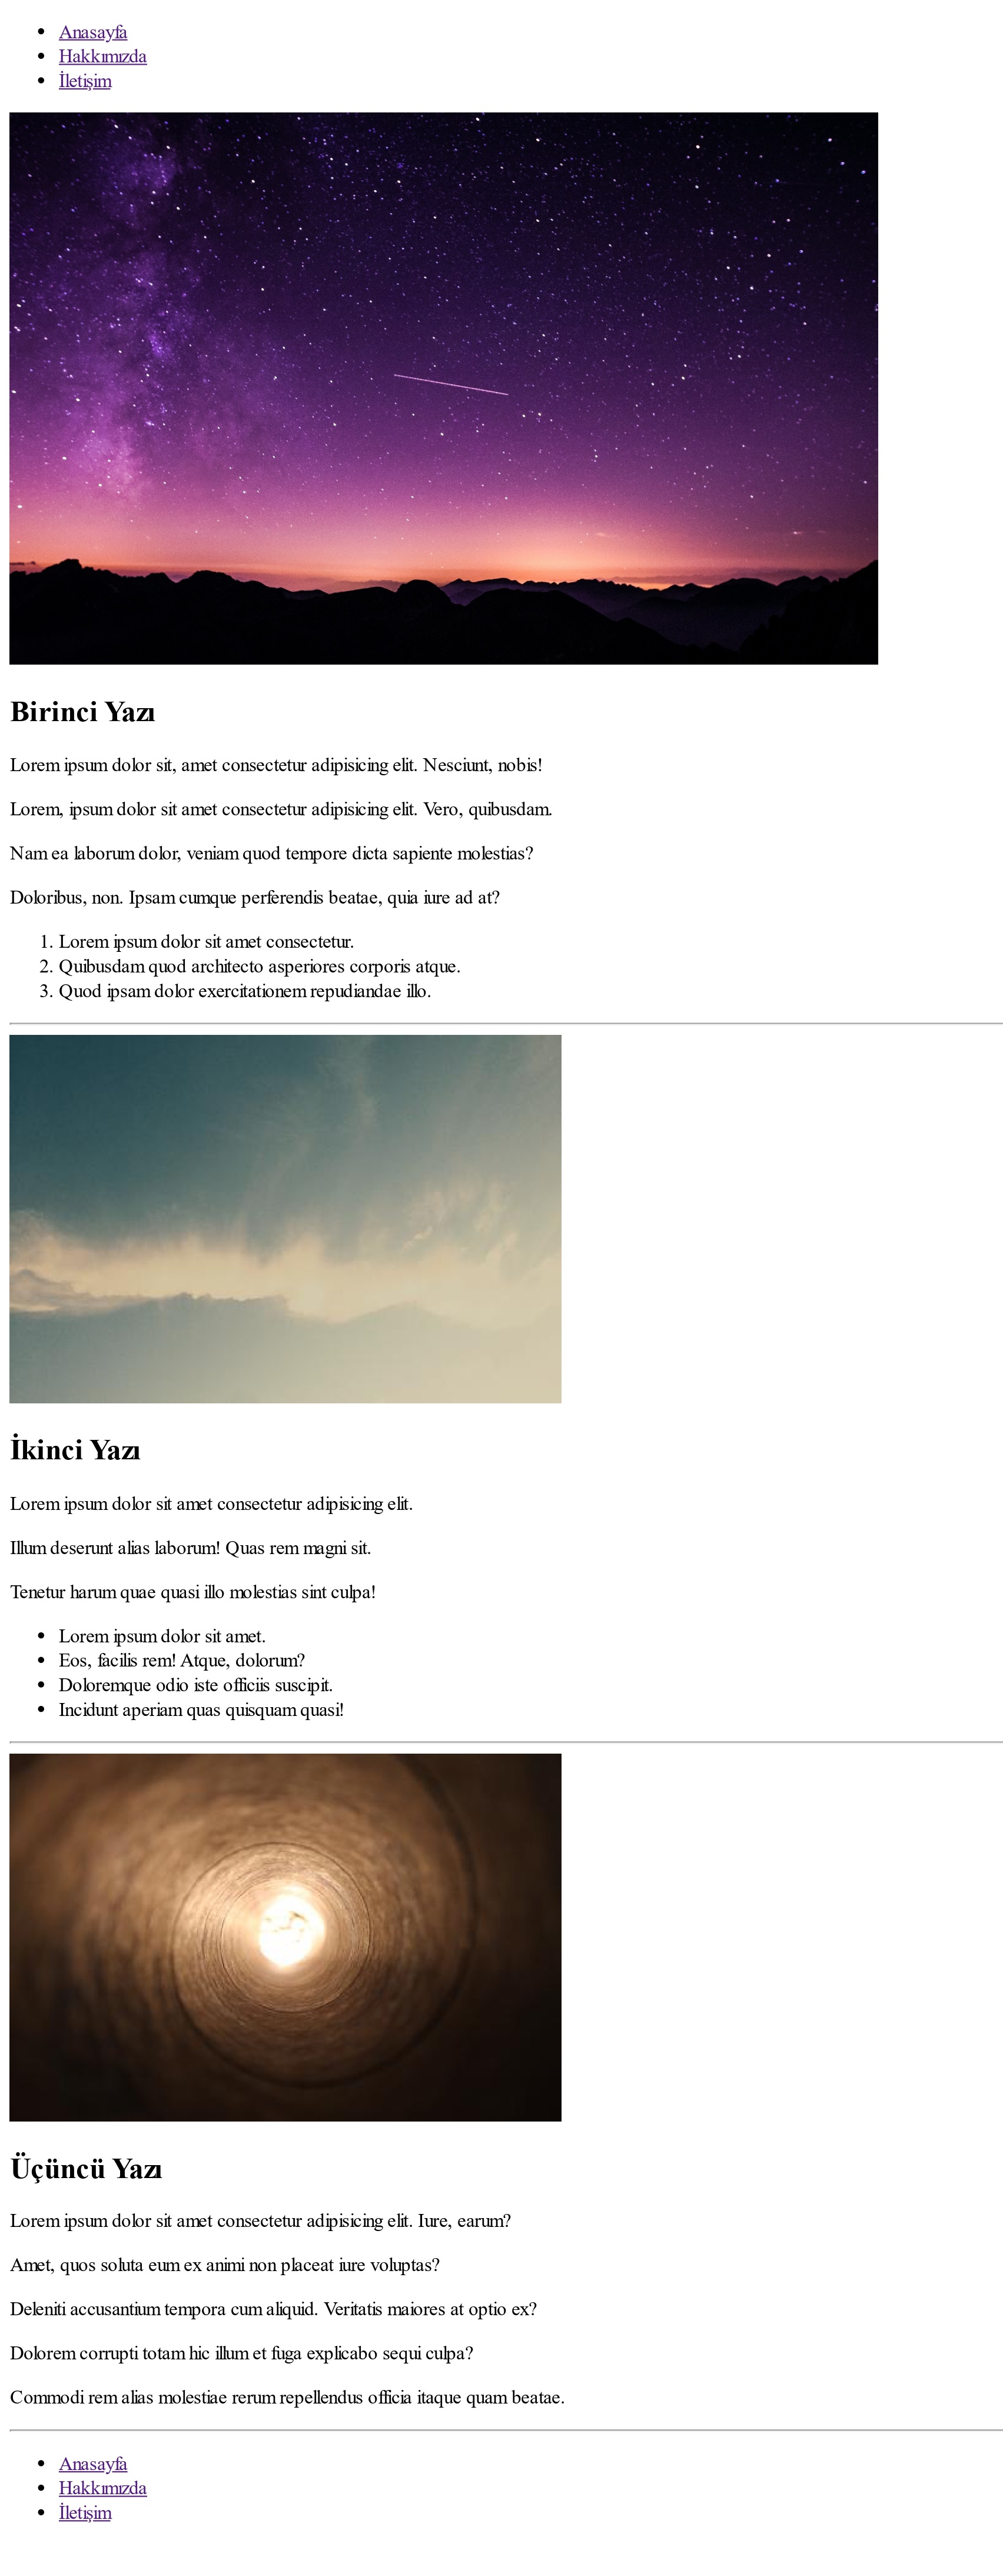 Anasayfa
Hakkımızda
İletişim
Birinci Yazı
Lorem ipsum dolor sit, amet consectetur adipisicing elit. Nesciunt, nobis!
Lorem, ipsum dolor sit amet consectetur adipisicing elit. Vero, quibusdam.
Nam ea laborum dolor, veniam quod tempore dicta sapiente molestias?
Doloribus, non. Ipsam cumque perferendis beatae, quia iure ad at?
1. Lorem ipsum dolor sit amet consectetur.
2. Quibusdam quod architecto asperiores corporis atque.
3. Quod ipsam dolor exercitationem repudiandae illo.
İkinci Yazı
Lorem ipsum dolor sit amet consectetur adipisicing elit.
Illum deserunt alias laborum! Quas rem magni sit.
Tenetur harum quae quasi illo molestias sint culpa!
Lorem ipsum dolor sit amet.
Eos, facilis rem! Atque, dolorum?
Doloremque odio iste officiis suscipit.
Incidunt aperiam quas quisquam quasi!
Üçüncü Yazı
Lorem ipsum dolor sit amet consectetur adipisicing elit. Iure, earum?
Amet, quos soluta eum ex animi non placeat iure voluptas?
Deleniti accusantium tempora cum aliquid. Veritatis maiores at optio ex?
Dolorem corrupti totam hic illum et fuga explicabo sequi culpa?
Commodi rem alias molestiae rerum repellendus officia itaque quam beatae.
Anasayfa
Hakkımızda
İletişim